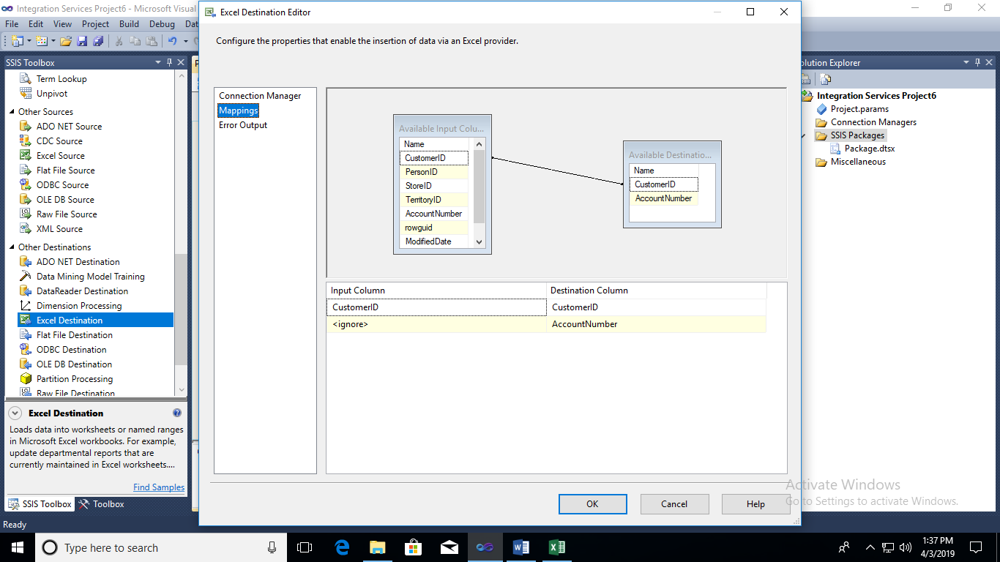 Integration Services Project6 - Microsoft Visual
File Edit View Project Build Debug Dat
SSIS Toolbox
Term Lookup
Unpivot
Other Sources
ADO NET Source
CDC Source
Excel Source
Flat File Source
ODBC Source
OLE DB Source
Raw File Source
XML Source
Other Destinations
ADO NET Destination
Data Mining Model Training
DataReader Destination
Dimension Processing
Excel Destination
Flat File Destination
ODBC Destination
OLE DB Destination
Partition Processing
Raw File Destination
Excel Destination
Loads data into worksheets or named ranges
in Microsoft Excel workbooks. For example,
update departmental reports that are
currently maintained in Excel worksheets....
Find Samples
SSIS Toolbox Toolbox
Ready
Excel Destination Editor
Configure the properties that enable the insertion of data via an Excel provider.
Connection Manager
Mappings
Error Output
Available Input Colu...
Name
CustomerID
PersonID
StoreID
TerritoryID
AccountNumber
rowguid
ModifiedDate
Available Destinatio...
Name
CustomerID
AccountNumber
Input Column Destination Column
CustomerID CustomerID
<ignore> AccountNumber
OK Cancel Help
olution Explorer
Integration Services Project6
Project.params
Connection Managers
SSIS Packages
Package.dtsx
Miscellaneous
Activate Windows
Go to Settings to activate Windows.
Type here to search
1:37 PM
4/3/2019